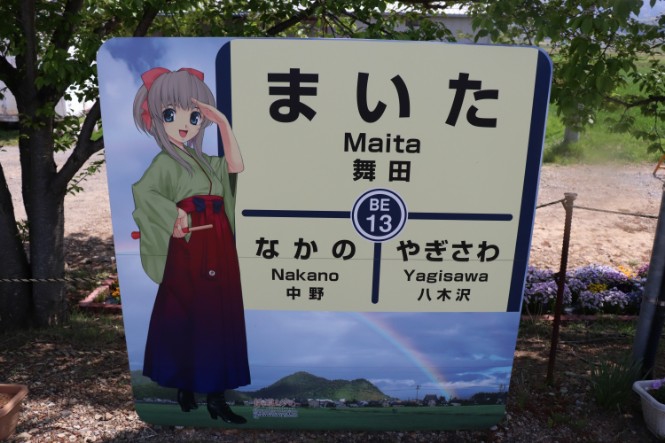 まいた
Maita
舞田
BE
13
なかの
Nakano
中野
やぎさわ
Yagisawa
八木沢